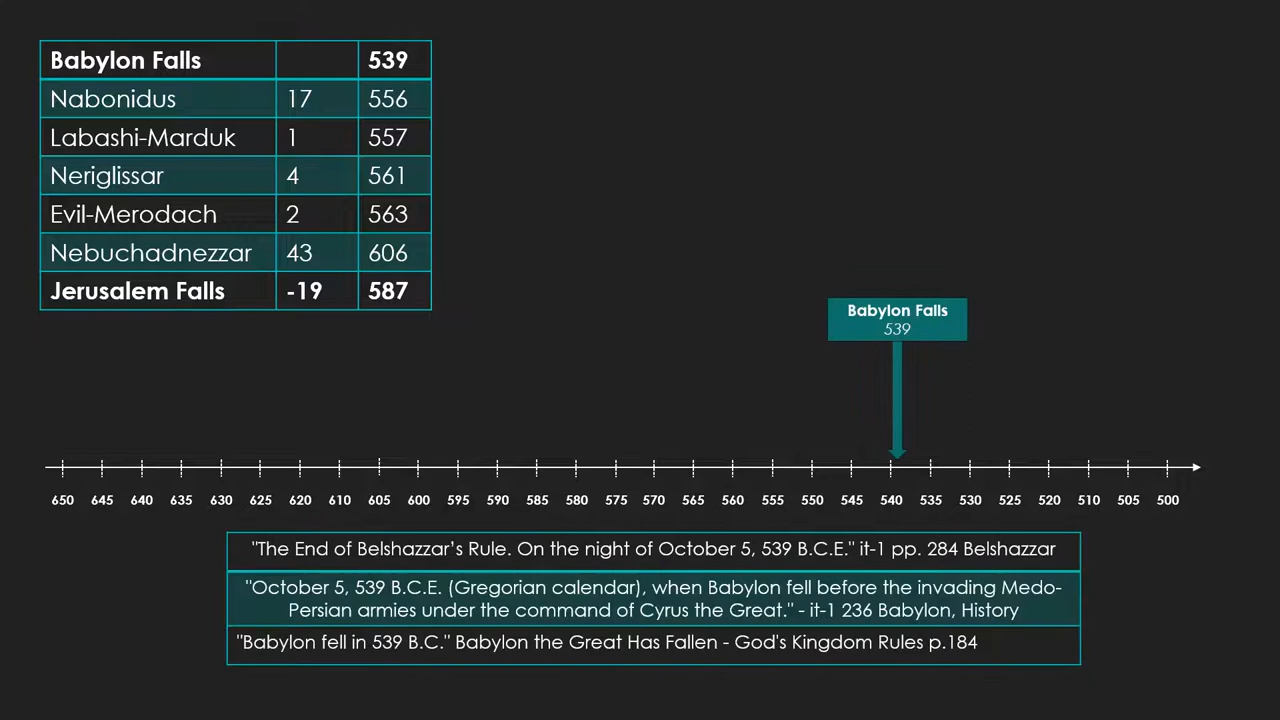 Babylon Falls 539
Nabonidus 17 556
Labashi-Marduk 1 557
Neriglissar 4 561
Evil-Merodach 2 563
Nebuchadnezzar 43 606
Jerusalem Falls -19 587
Babylon Falls
539
650 645 640 635 630 625 620 610 605 600 595 590 585 580 575 570 565 560 555 550 545 540 535 530 525 520 510 505 500
"The End of Belshazzar’s Rule. On the night of October 5, 539 B.C.E." it-1 pp. 284 Belshazzar
"October 5, 539 B.C.E. (Gregorian calendar), when Babylon fell before the invading Medo-
Persian armies under the command of Cyrus the Great." - it-1 236 Babylon, History
"Babylon fell in 539 B.C." Babylon the Great Has Fallen - God's Kingdom Rules p.184